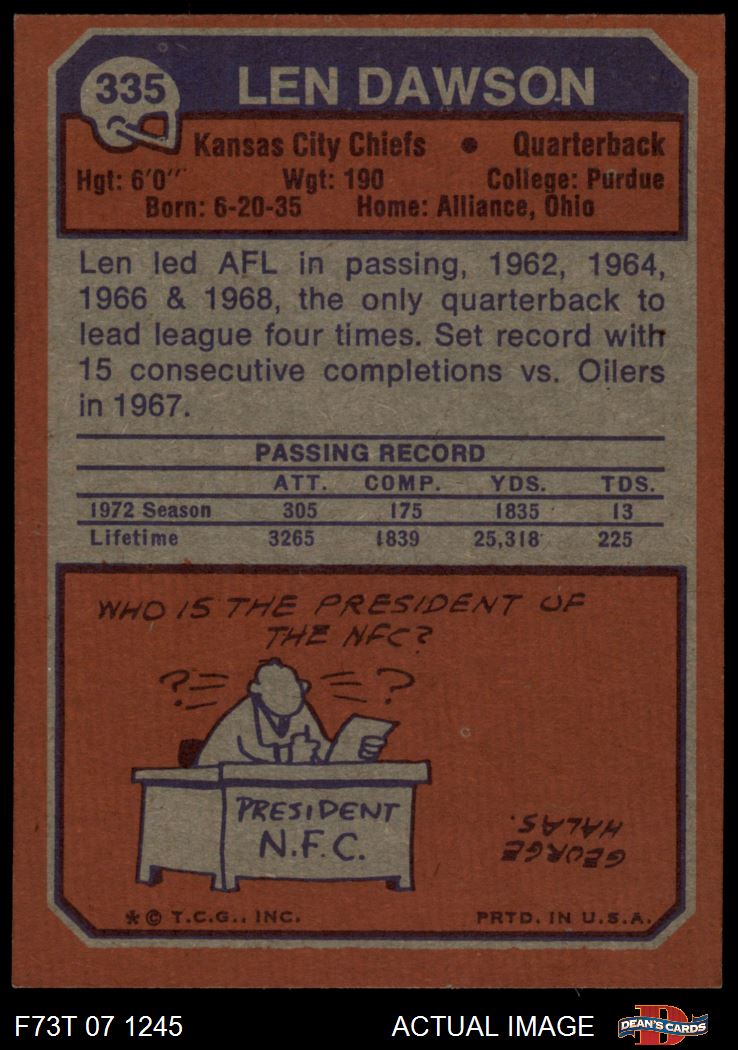 335
LEN DAWSON
Kansas City Chiefs • Quarterback
Hgt: 6'0" Wgt: 190 College: Purdue
Born: 6-20-35 Home: Alliance, Ohio
Len led AFL in passing, 1962, 1964,
1966 & 1968, the only quarterback to
lead league four times. Set record with
15 consecutive completions vs. Oilers
in 1967.
PASSING RECORD
ATT. COMP. YDS. TDS.
1972 Season 305 175 1835 13
Lifetime 3265 1839 25,318 225
WHO IS THE PRESIDENT OF
THE NFC?
? ?
PRESIDENT
N.F.C.
GEORGE
HALAS.
* © T.C.G., INC. PRTD. IN U.S.A.
F73T 07 1245 ACTUAL IMAGE D DEAN'S CARDS